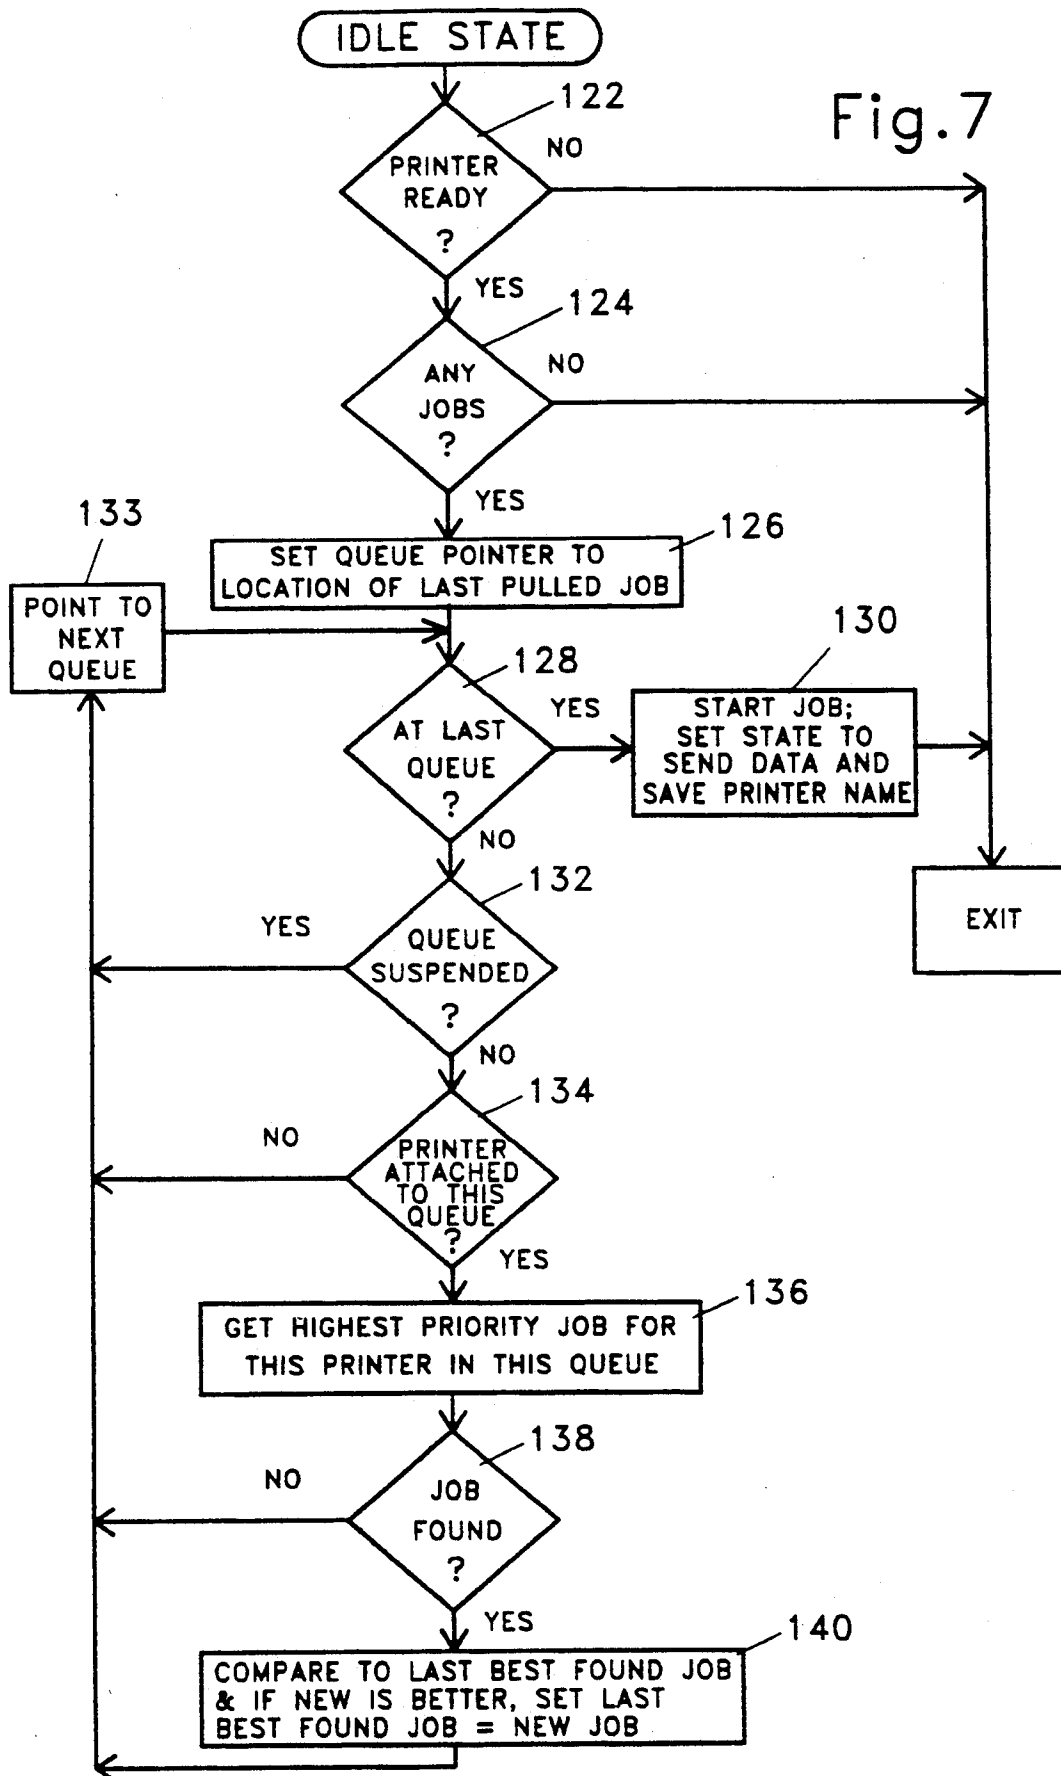 IDLE STATE
Fig.7
122
PRINTER
READY
?
NO
YES
124
ANY
JOBS
?
NO
YES
126
SET QUEUE POINTER TO
LOCATION OF LAST PULLED JOB
133
POINT TO
NEXT
QUEUE
128
AT LAST
QUEUE
?
YES
NO
130
START JOB;
SET STATE TO
SEND DATA AND
SAVE PRINTER NAME
EXIT
132
QUEUE
SUSPENDED
?
YES
NO
134
PRINTER
ATTACHED
TO THIS
QUEUE
?
NO
YES
136
GET HIGHEST PRIORITY JOB FOR
THIS PRINTER IN THIS QUEUE
138
JOB
FOUND
?
NO
YES
140
COMPARE TO LAST BEST FOUND JOB
& IF NEW IS BETTER, SET LAST
BEST FOUND JOB = NEW JOB